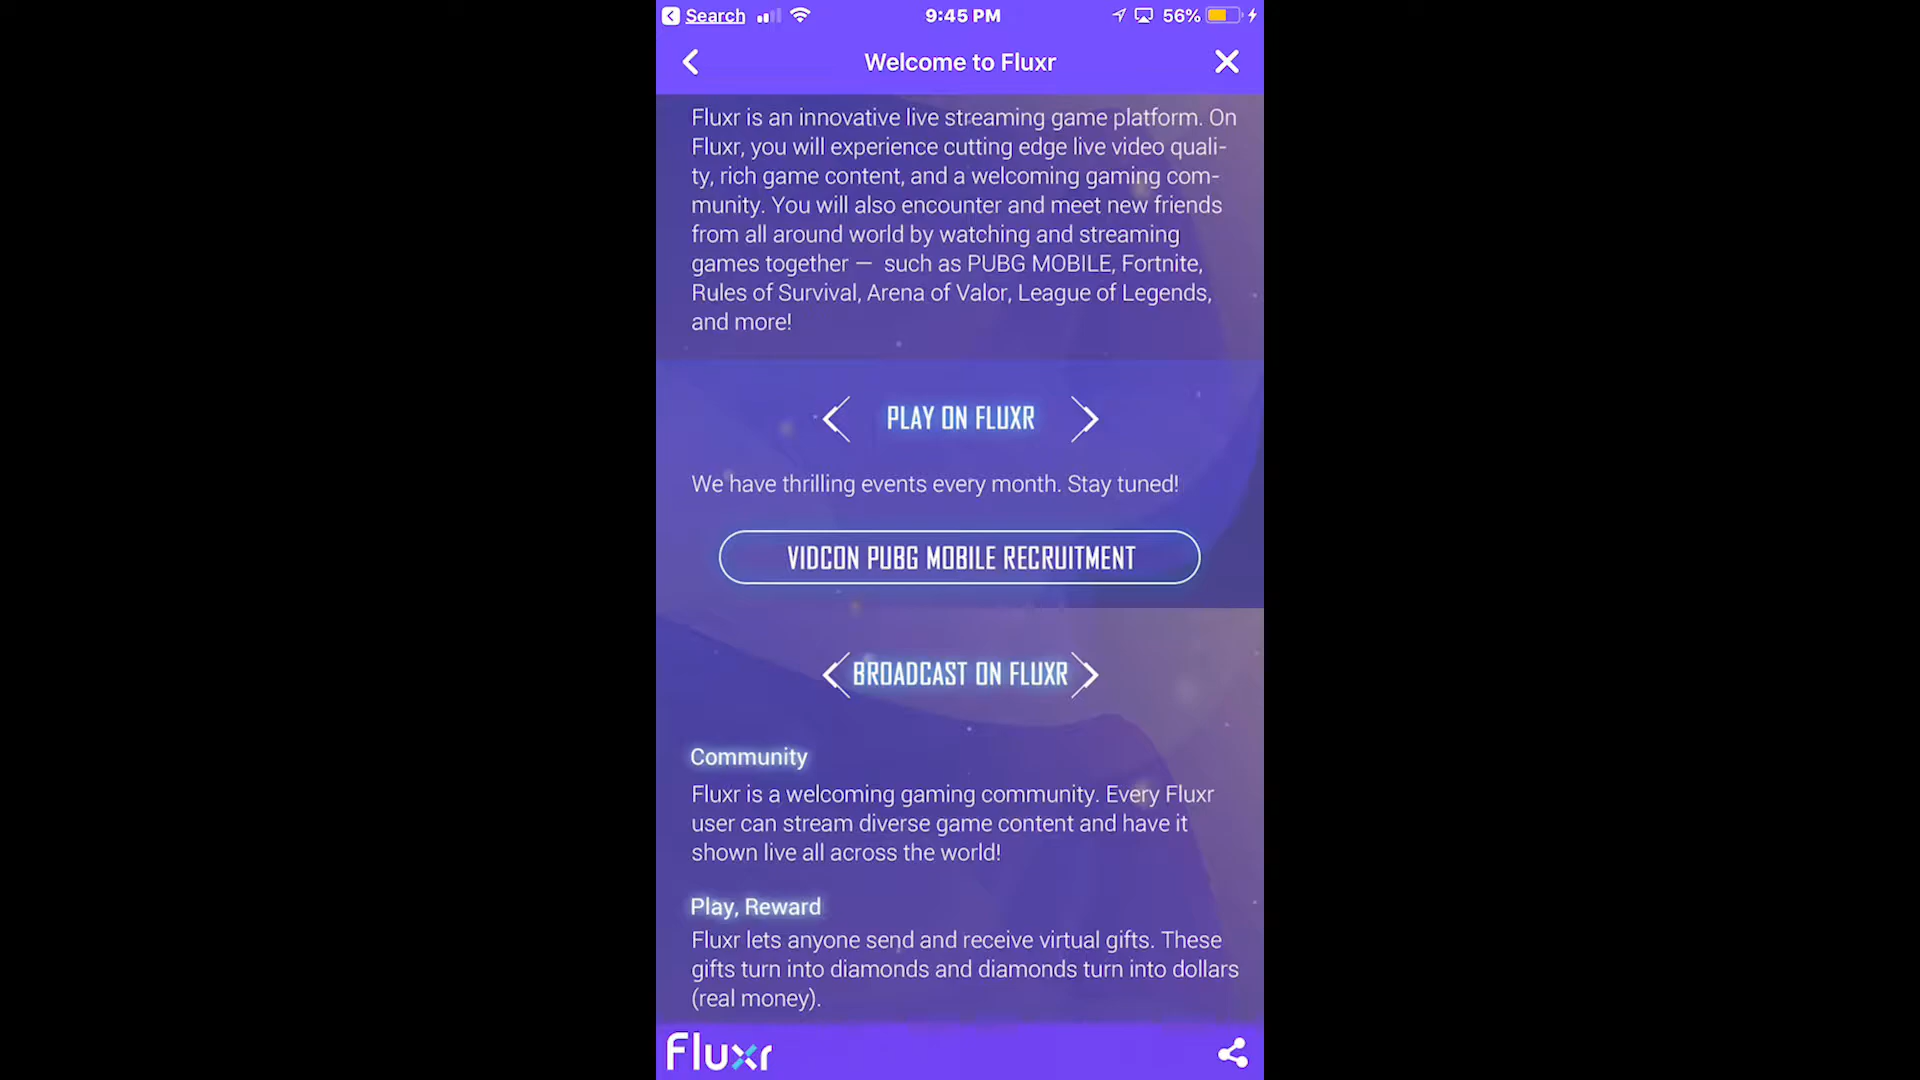 Search
9:45 PM
56%
Welcome to Fluxr
Fluxr is an innovative live streaming game platform. On
Fluxr, you will experience cutting edge live video quali-
ty, rich game content, and a welcoming gaming com-
munity. You will also encounter and meet new friends
from all around world by watching and streaming
games together — such as PUBG MOBILE, Fortnite,
Rules of Survival, Arena of Valor, League of Legends,
and more!
PLAY ON FLUXR
We have thrilling events every month. Stay tuned!
VIDCON PUBG MOBILE RECRUITMENT
BROADCAST ON FLUXR
Community
Fluxr is a welcoming gaming community. Every Fluxr
user can stream diverse game content and have it
shown live all across the world!
Play, Reward
Fluxr lets anyone send and receive virtual gifts. These
gifts turn into diamonds and diamonds turn into dollars
(real money).
Fluxr